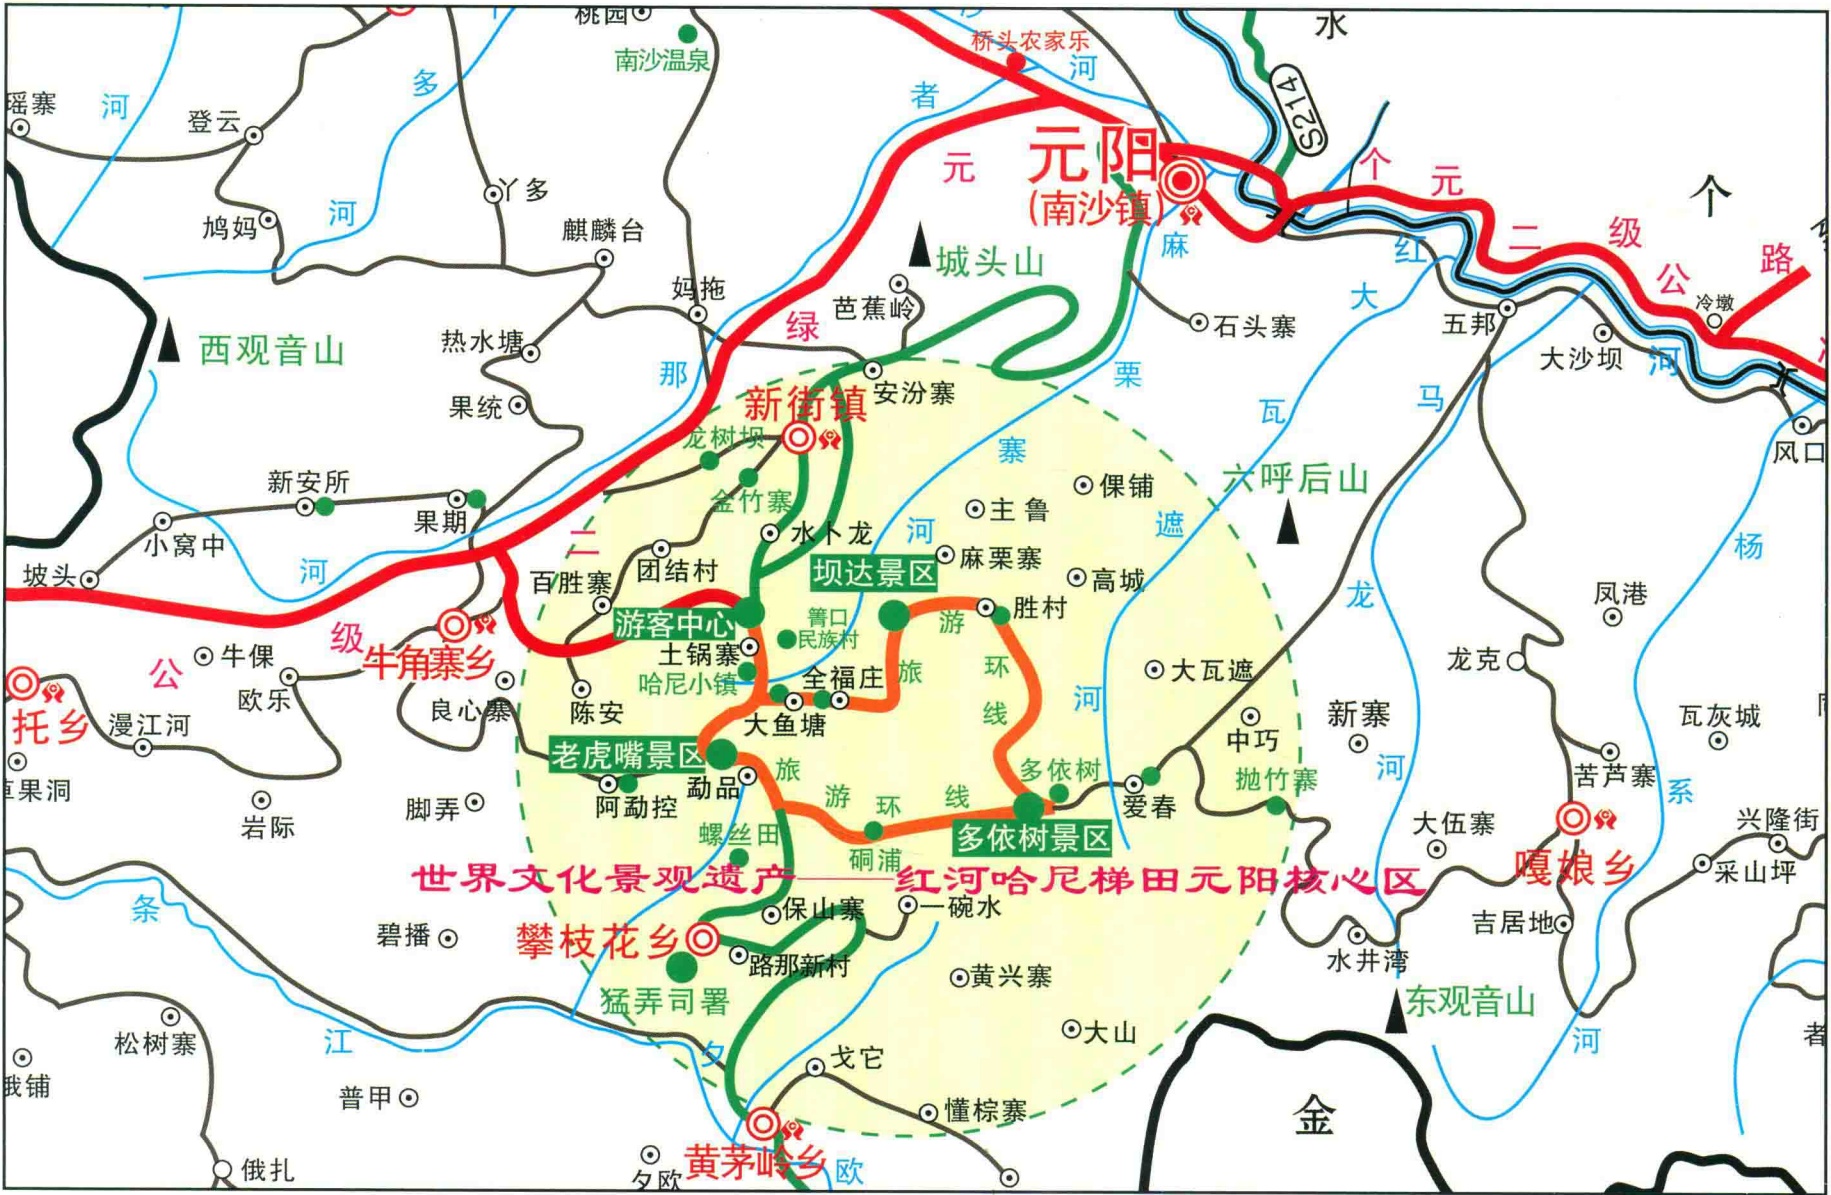 桃园
水
桥头农家乐
南沙温泉
河
多
者
瑶寨
河
登云
S214
元阳
(南沙镇)
元
个
元
二
级
公
路
个
丫多
河
鸠妈
麒麟台
麻
红
城头山
大
妈拖
芭蕉岭
冷墩
石头寨
五邦
绿
西观音山
热水塘
大沙坝
河
那
栗
安汾寨
果统
新街镇
瓦
马
龙树坝
寨
风口
六呼后山
新安所
金竹寨
倮铺
主鲁
果期
水卜龙
河
遮
小窝中
二
杨
坝达景区
麻栗寨
坡头
河
团结村
高城
百胜寨
龙
凤港
胜村
游客中心
箐口
民族村
游
级
土锅寨
牛倮
牛角寨乡
龙克
公
哈尼小镇
全福庄
旅
环
大瓦遮
欧乐
河
托乡
漫江河
良心寨
陈安
大鱼塘
线
新寨
瓦灰城
中巧
老虎嘴景区
旅
多依树
抛竹寨
河
苦芦寨
草果洞
勐品
阿勐控
游
环
线
爱春
系
岩际
脚弄
多依树景区
大伍寨
兴隆街
螺丝田
硐浦
嘎娘乡
采山坪
世界文化景观遗产——红河哈尼梯田元阳核心区
条
碧播
保山寨
一碗水
吉居地
攀枝花乡
路那新村
水井湾
黄兴寨
猛弄司署
东观音山
松树寨
江
大山
河
者
夕
戈它
俄铺
普甲
懂棕寨
金
俄扎
夕欧
黄茅岭乡
欧